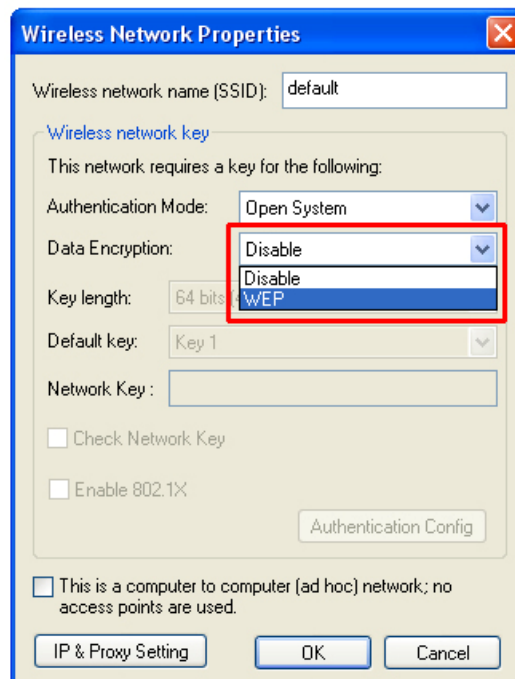 Wireless Network Properties
Wireless network name (SSID): default
Wireless network key
This network requires a key for the following:
Authentication Mode: Open System
Data Encryption: Disable
Disable
WEP
Key length: 64 bits
Default key: Key 1
Network Key :
Check Network Key
Enable 802.1X
Authentication Config
This is a computer to computer (ad hoc) network; no
access points are used.
IP & Proxy Setting OK Cancel